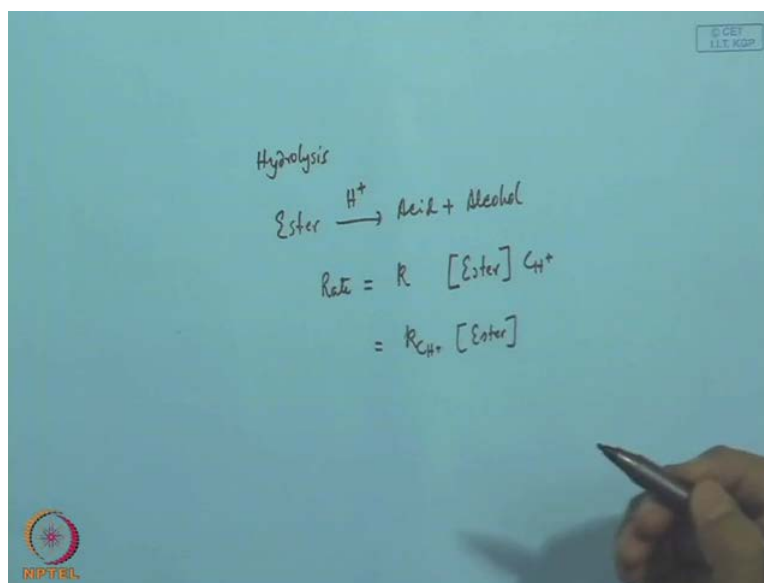 © CET
I.I.T. KGP
Hydrolysis
Ester —H⁺→ Acid + Alcohol
Rate = k [Ester] C_H⁺
= k C_H⁺ [Ester]
NPTEL